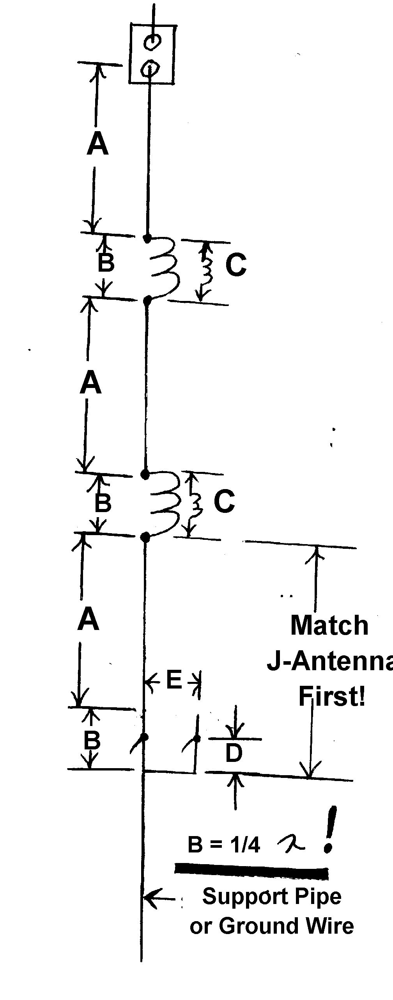 A
B
C
A
B
C
A
Match
J-Antenna
First!
E
B
D
B = 1/4 λ !
Support Pipe
or Ground Wire